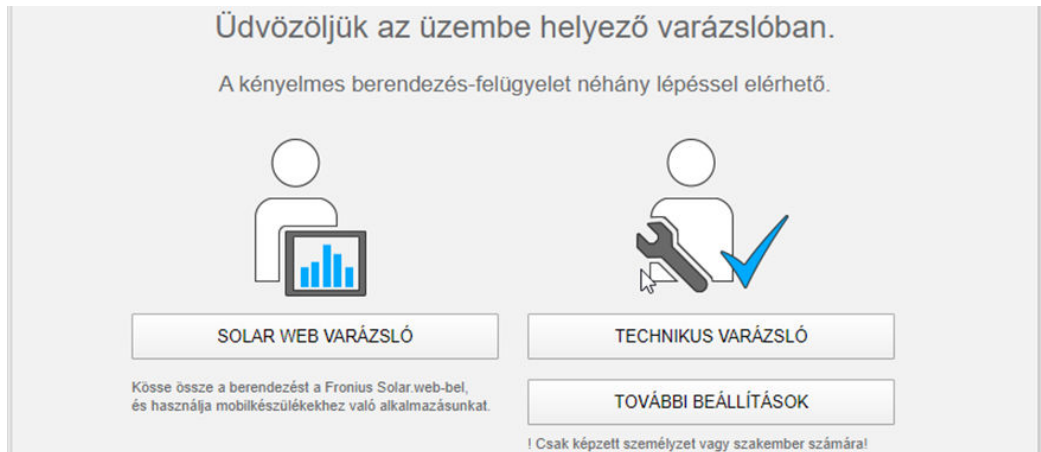 Üdvözöljük az üzembe helyező varázslóban.
A kényelmes berendezés-felügyelet néhány lépéssel elérhető.
SOLAR WEB VARÁZSLÓ
Kösse össze a berendezést a Fronius Solar.web-bel,
és használja mobilkészülékekhez való alkalmazásunkat.
TECHNIKUS VARÁZSLÓ
TOVÁBBI BEÁLLÍTÁSOK
! Csak képzett személyzet vagy szakember számára!